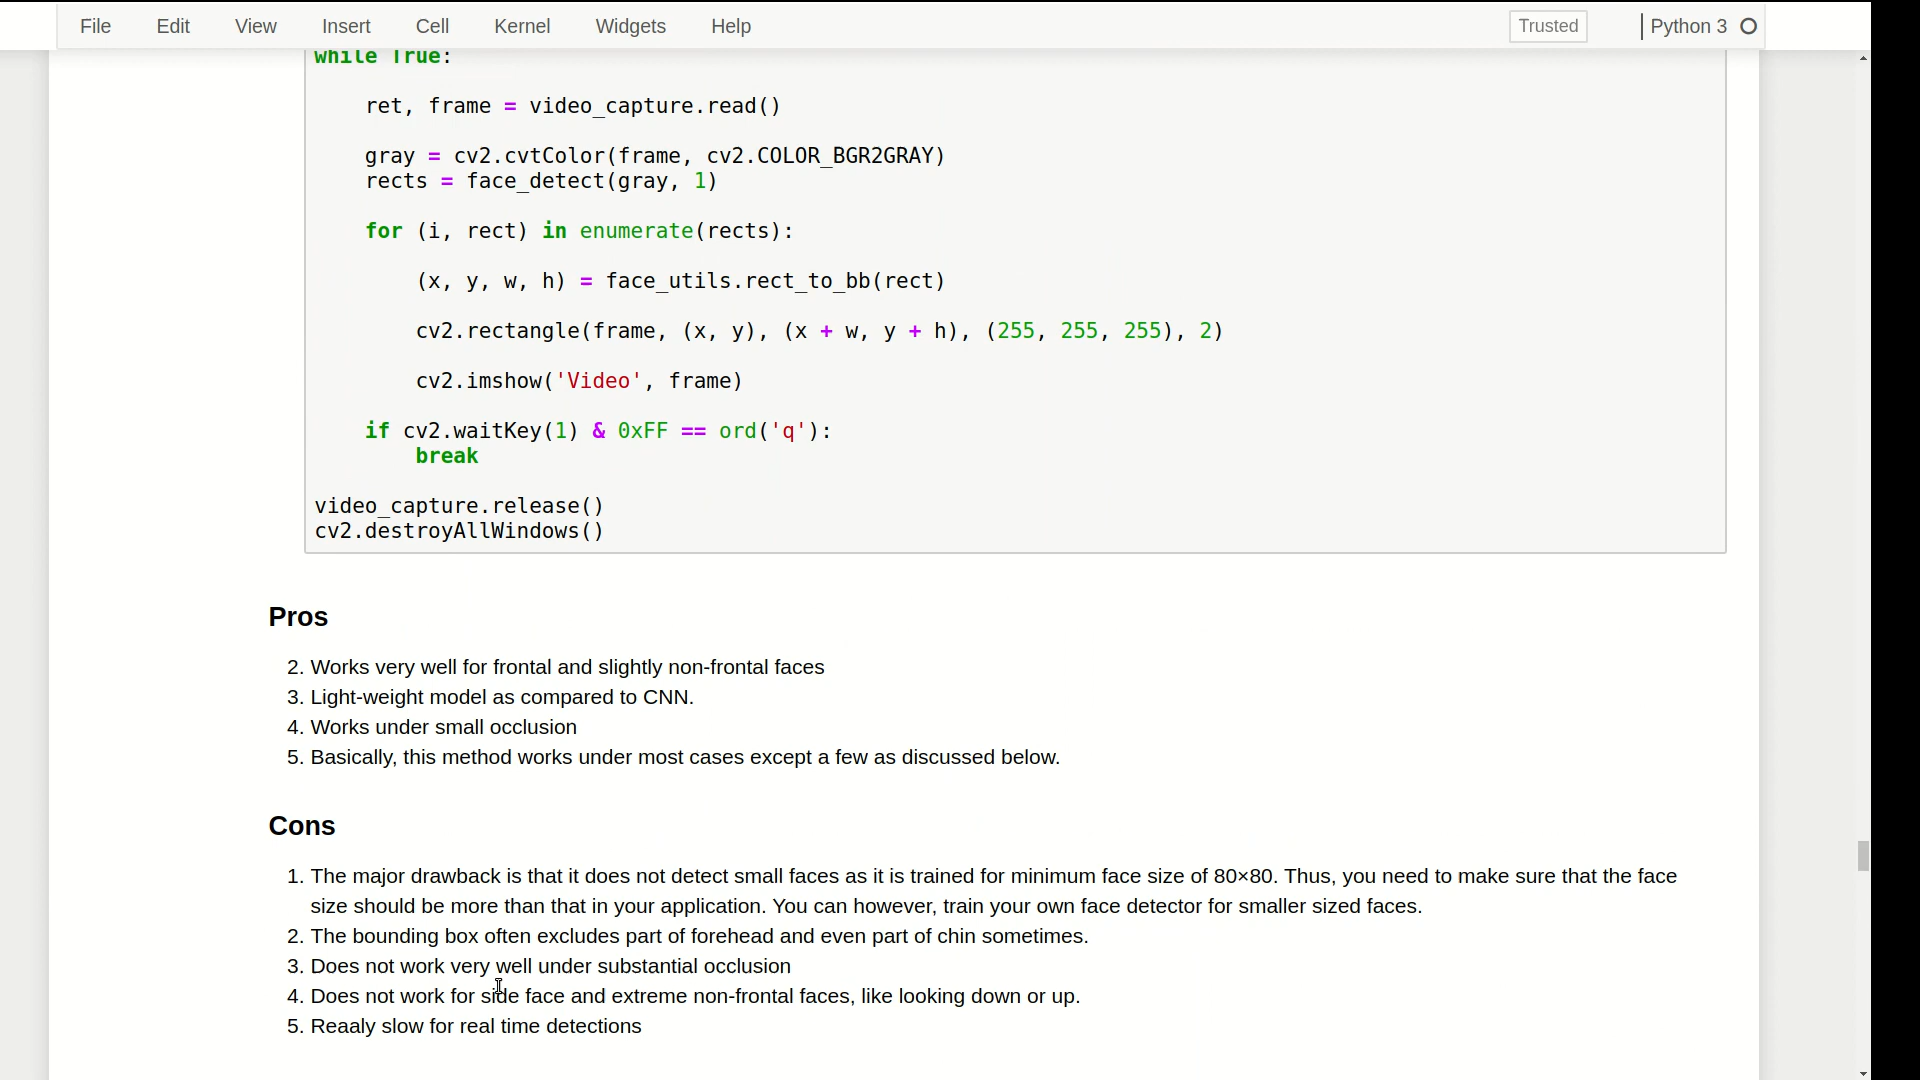 File Edit View Insert Cell Kernel Widgets Help Trusted Python 3
while True:
ret, frame = video_capture.read()
gray = cv2.cvtColor(frame, cv2.COLOR_BGR2GRAY)
rects = face_detect(gray, 1)
for (i, rect) in enumerate(rects):
(x, y, w, h) = face_utils.rect_to_bb(rect)
cv2.rectangle(frame, (x, y), (x + w, y + h), (255, 255, 255), 2)
cv2.imshow('Video', frame)
if cv2.waitKey(1) & 0xFF == ord('q'):
break
video_capture.release()
cv2.destroyAllWindows()
Pros
2. Works very well for frontal and slightly non-frontal faces
3. Light-weight model as compared to CNN.
4. Works under small occlusion
5. Basically, this method works under most cases except a few as discussed below.
Cons
1. The major drawback is that it does not detect small faces as it is trained for minimum face size of 80×80. Thus, you need to make sure that the face
size should be more than that in your application. You can however, train your own face detector for smaller sized faces.
2. The bounding box often excludes part of forehead and even part of chin sometimes.
3. Does not work very well under substantial occlusion
4. Does not work for side face and extreme non-frontal faces, like looking down or up.
5. Reaaly slow for real time detections